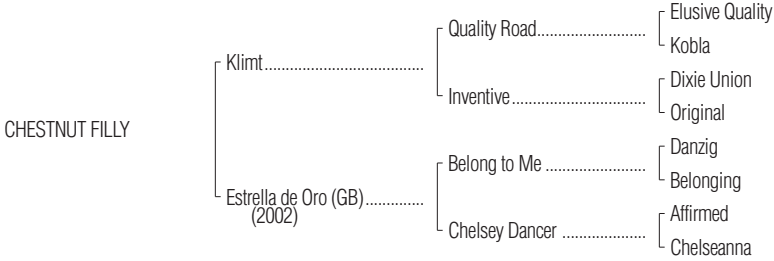 Elusive Quality
Quality Road..........................
Kobla
Klimt.....................................
Dixie Union
Inventive................................
Original
CHESTNUT FILLY
Danzig
Belong to Me ........................
Belonging
Estrella de Oro (GB).............
(2002)
Affirmed
Chelsey Dancer ....................
Chelseanna